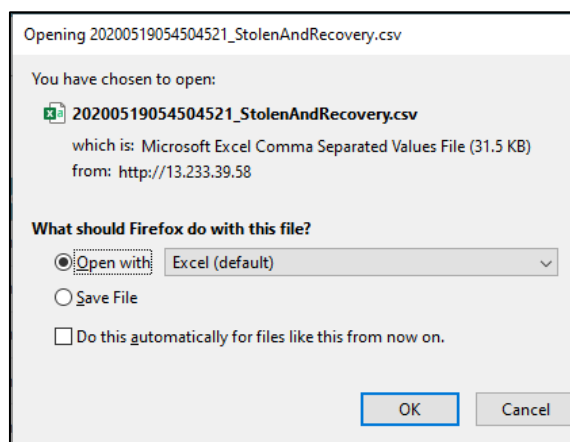 Opening 20200519054504521_StolenAndRecovery.csv
You have chosen to open:
20200519054504521_StolenAndRecovery.csv
which is: Microsoft Excel Comma Separated Values File (31.5 KB)
from: http://13.233.39.58
What should Firefox do with this file?
Open with Excel (default)
Save File
Do this automatically for files like this from now on.
OK Cancel